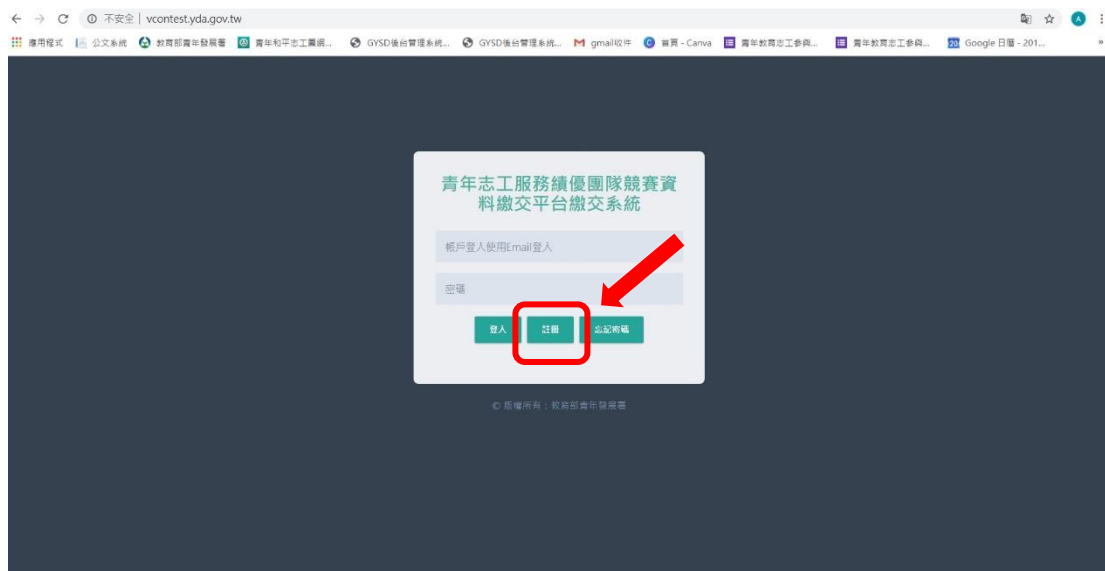 不安全 | vcontest.yda.gov.tw
應用程式 公文系統 教育部青年發展署 青年和平志工團網... GYSD後台管理系統... GYSD後台管理系統... gmail收件 首頁 - Canva 青年教育志工參與... 青年教育志工參與... Google 日曆 - 201... »
青年志工服務績優團隊競賽資
料繳交平台繳交系統
帳戶登入使用Email登入
密碼
登入 註冊 忘記密碼
© 版權所有：教育部青年發展署